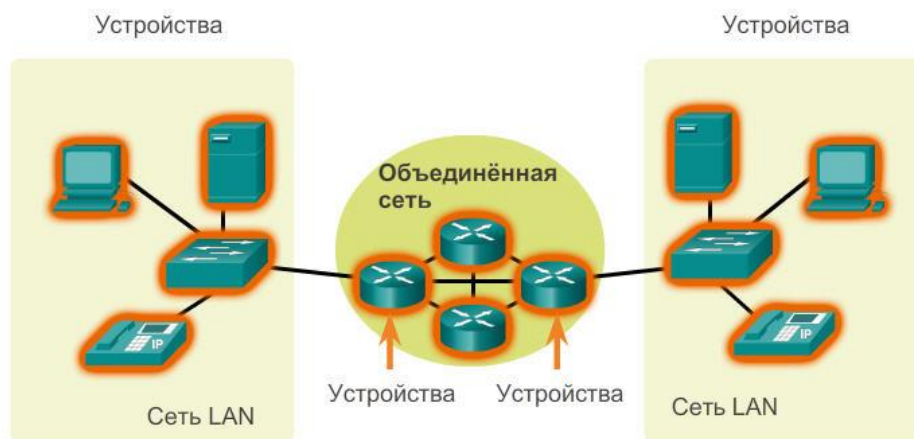 Устройства
Устройства
Объединённая
сеть
IP
IP
Устройства
Устройства
Сеть LAN
Сеть LAN